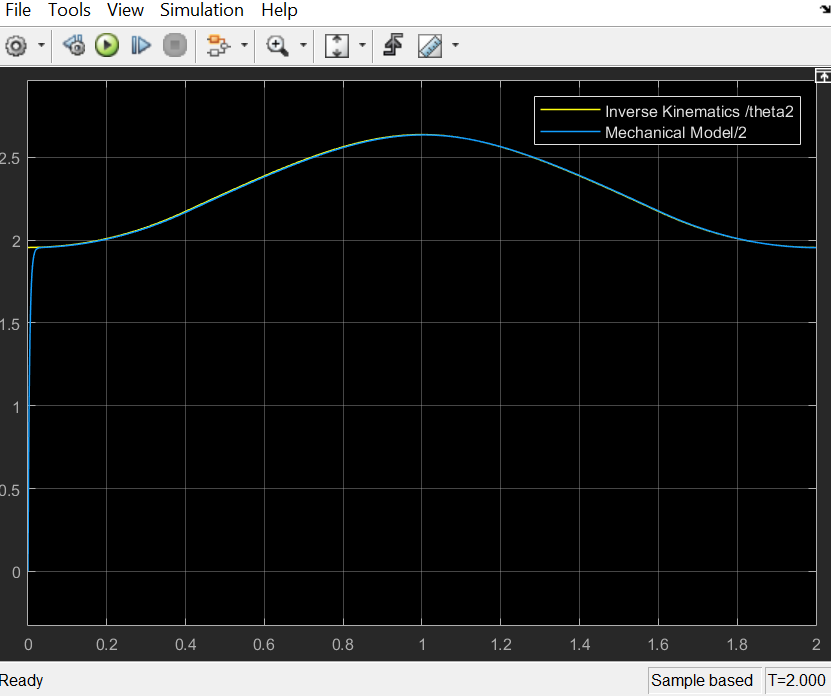 File Tools View Simulation Help
Inverse Kinematics /theta2
Mechanical Model/2
2.5
2
1.5
1
0.5
0
0 0.2 0.4 0.6 0.8 1 1.2 1.4 1.6 1.8 2
Ready Sample based T=2.000